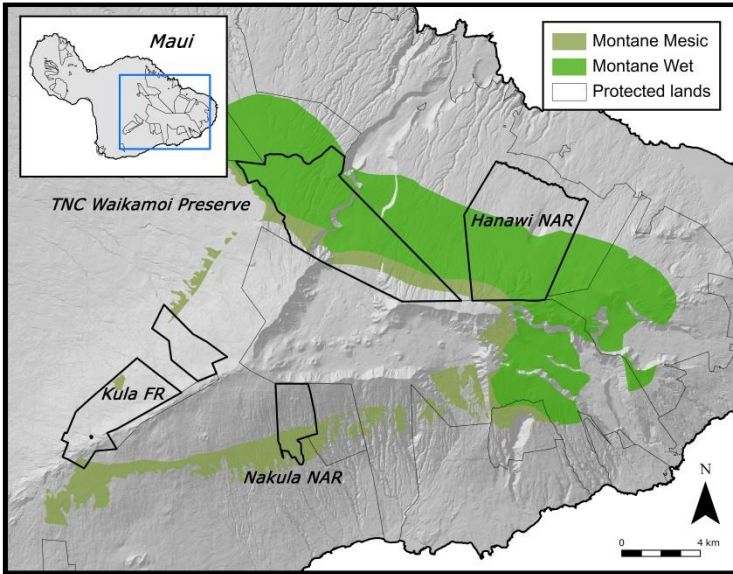 Maui
Montane Mesic
Montane Wet
Protected lands
TNC Waikamoi Preserve
Hanawi NAR
Kula FR
Nakula NAR
N
0 4 km